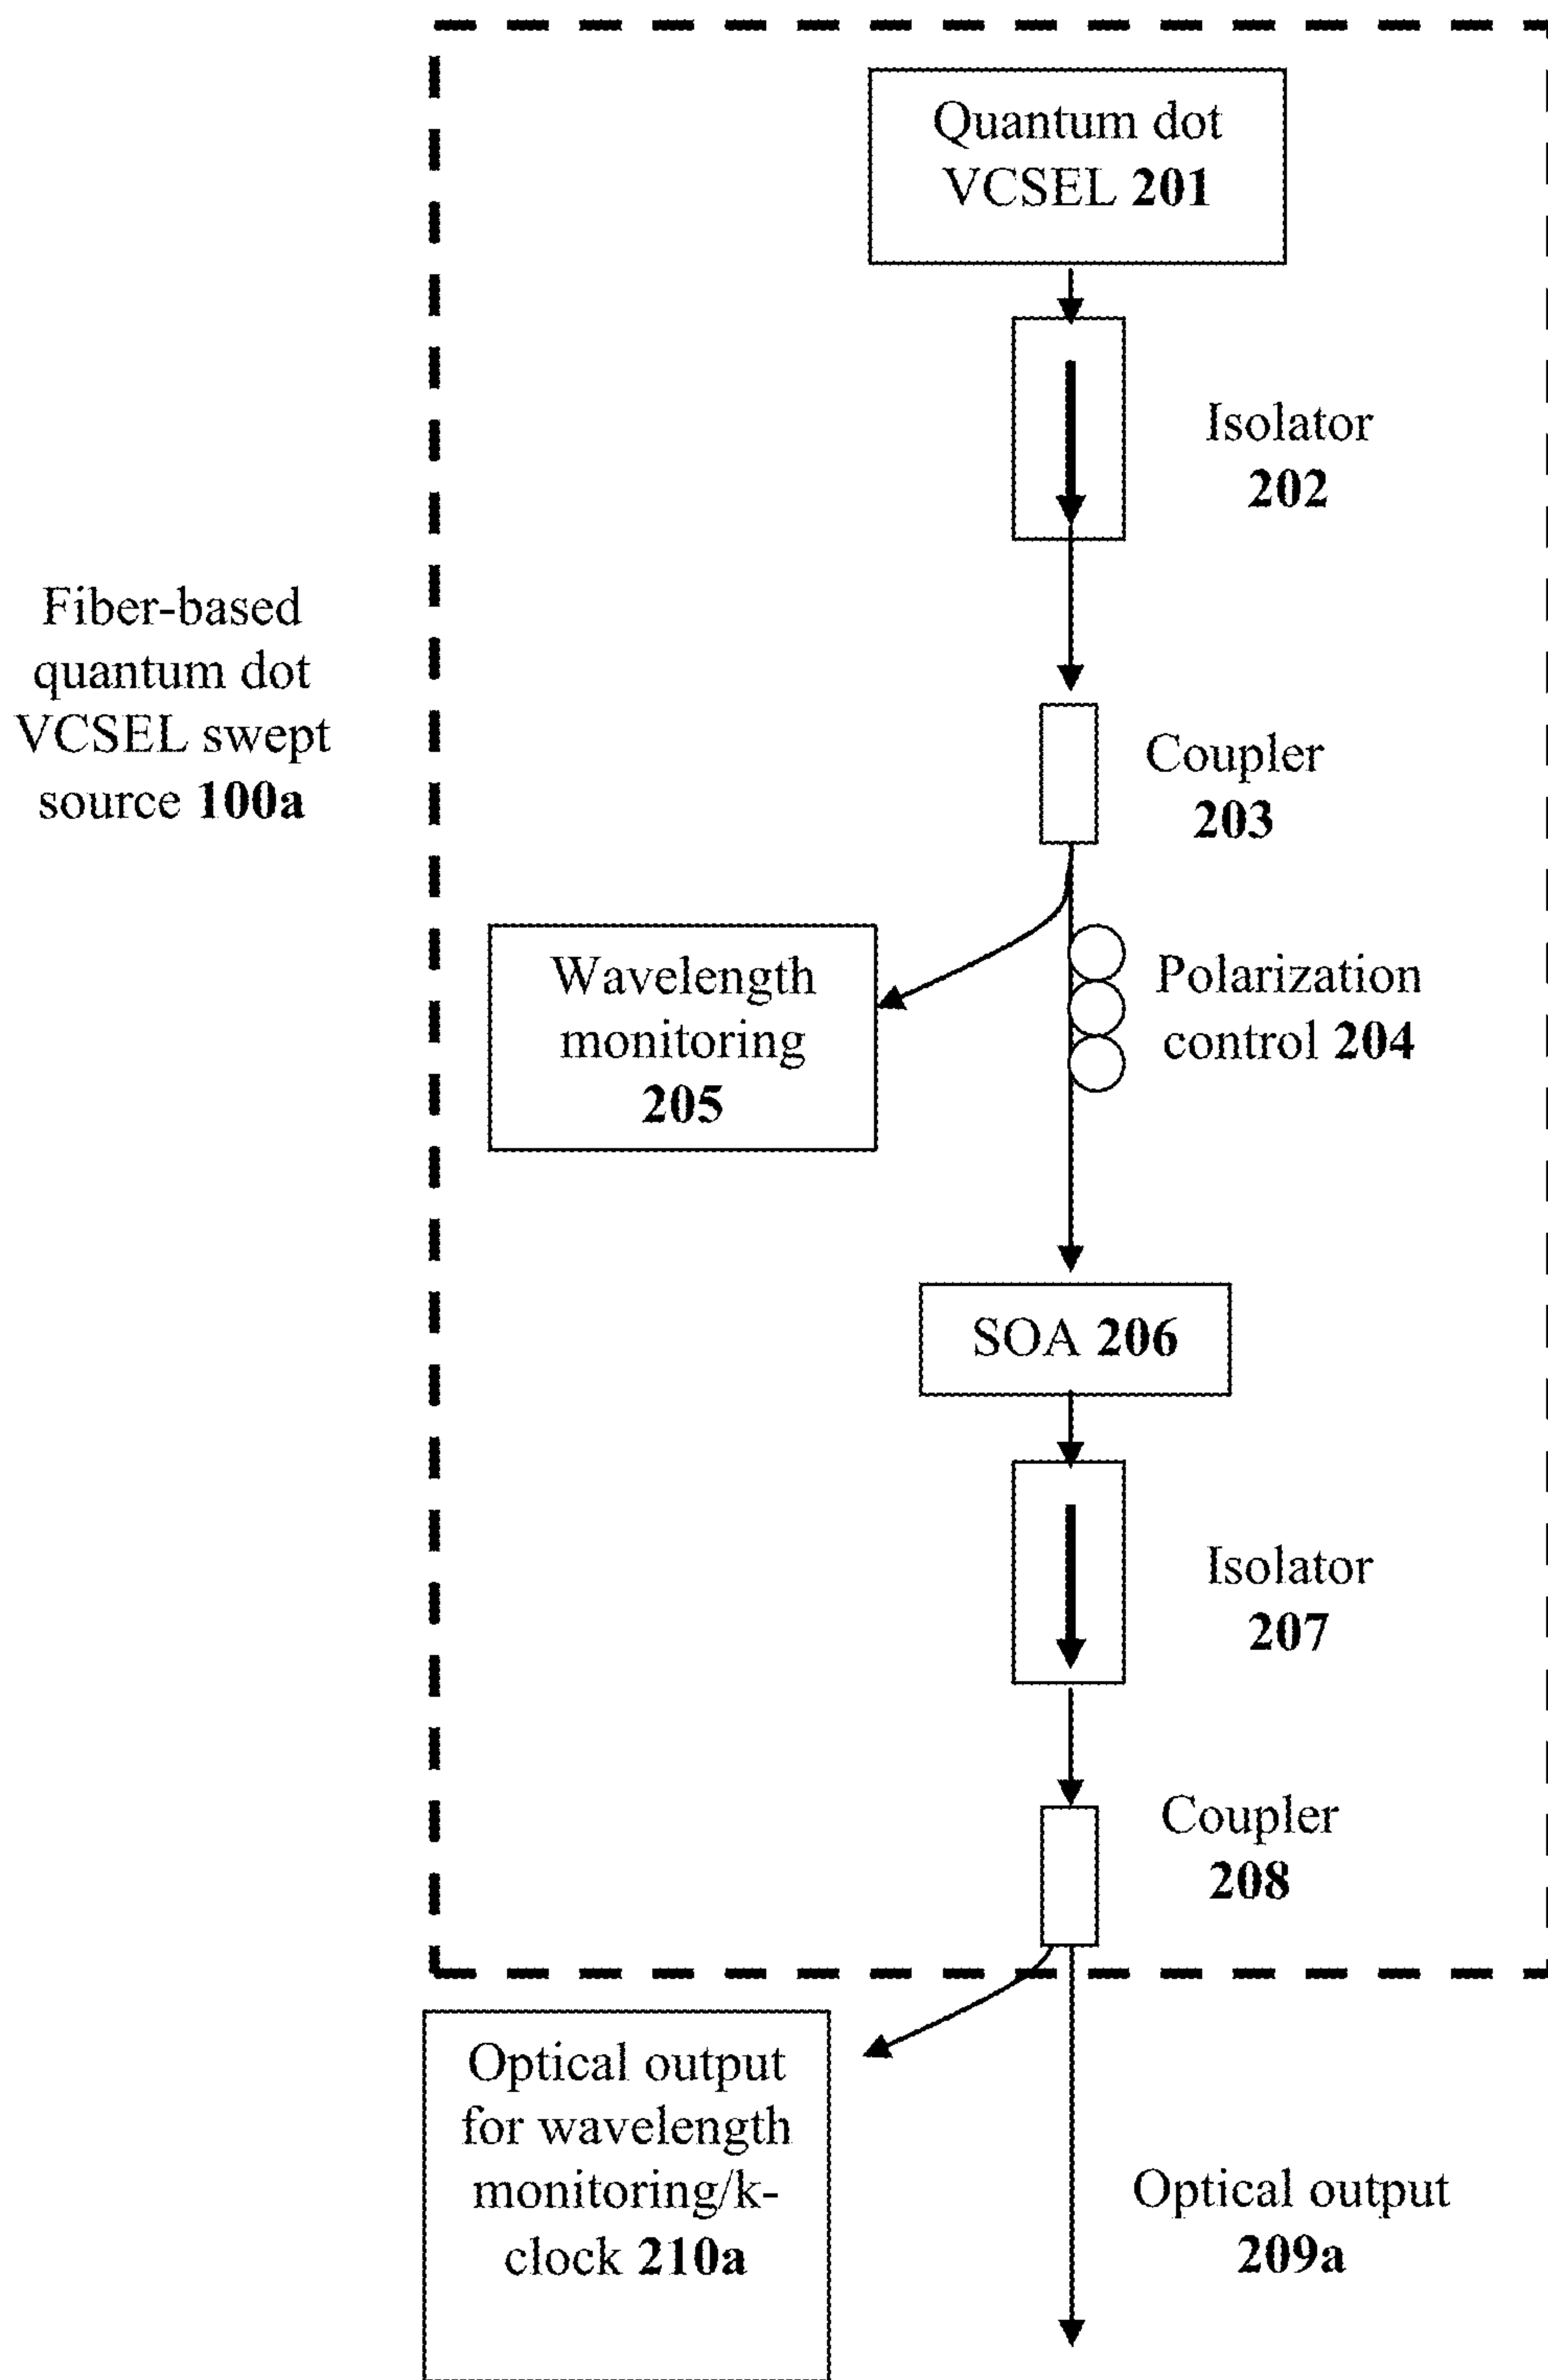 Quantum dot
VCSEL 201
Isolator
202
Fiber-based
quantum dot
VCSEL swept
source 100a
Coupler
203
Wavelength
monitoring
205
Polarization
control 204
SOA 206
Isolator
207
Coupler
208
Optical output
for wavelength
monitoring/k-
clock 210a
Optical output
209a